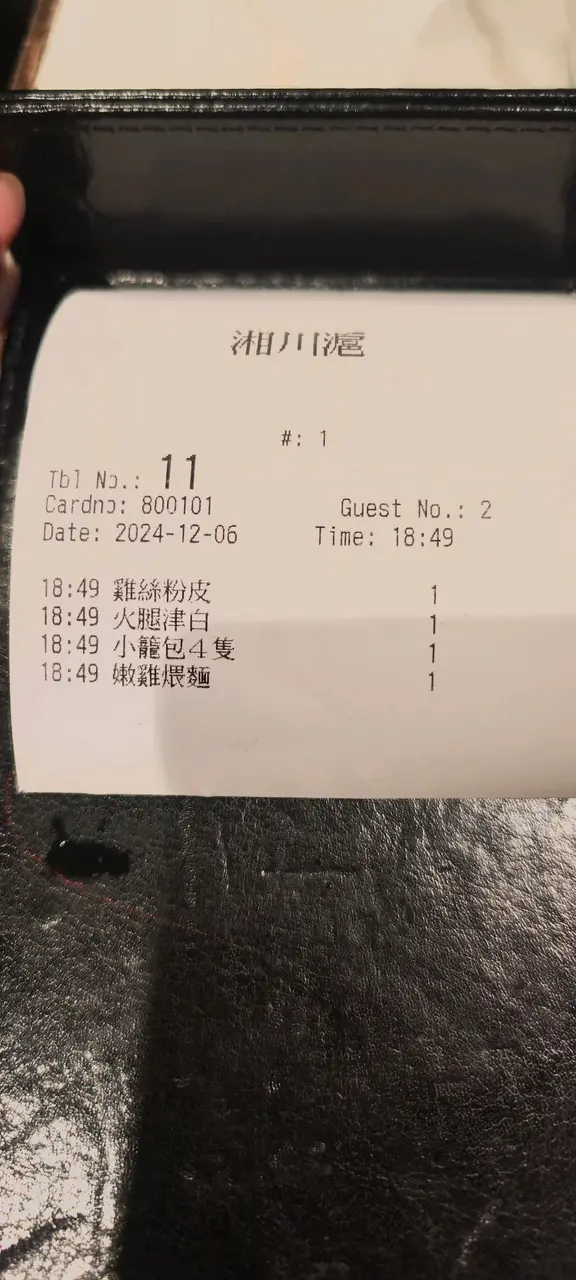 湘川滬
#: 1
Tbl No.: 11
Cardno: 800101 Guest No.: 2
Date: 2024-12-06 Time: 18:49
18:49 雞絲粉皮 1
18:49 火腿津白 1
18:49 小籠包4隻 1
18:49 嫩雞煨麵 1